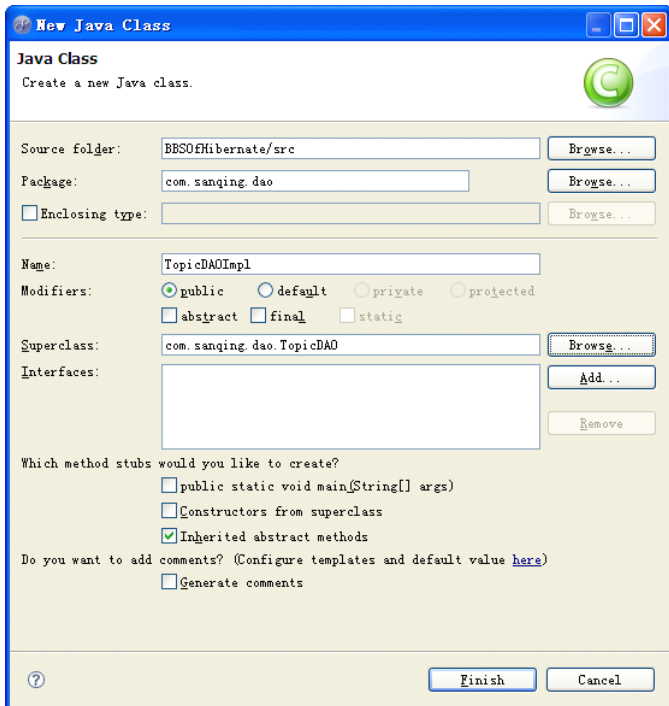 New Java Class
Java Class
Create a new Java class.
Source folder: BBSOfHibernate/src Browse...
Package: com.sanqing.dao Browse...
Enclosing type: Browse...
Name: TopicDAOImpl
Modifiers: public default private protected
abstract final static
Superclass: com.sanqing.dao.TopicDAO Browse...
Interfaces: Add...
Remove
Which method stubs would you like to create?
public static void main(String[] args)
Constructors from superclass
Inherited abstract methods
Do you want to add comments? (Configure templates and default value here)
Generate comments
? Finish Cancel